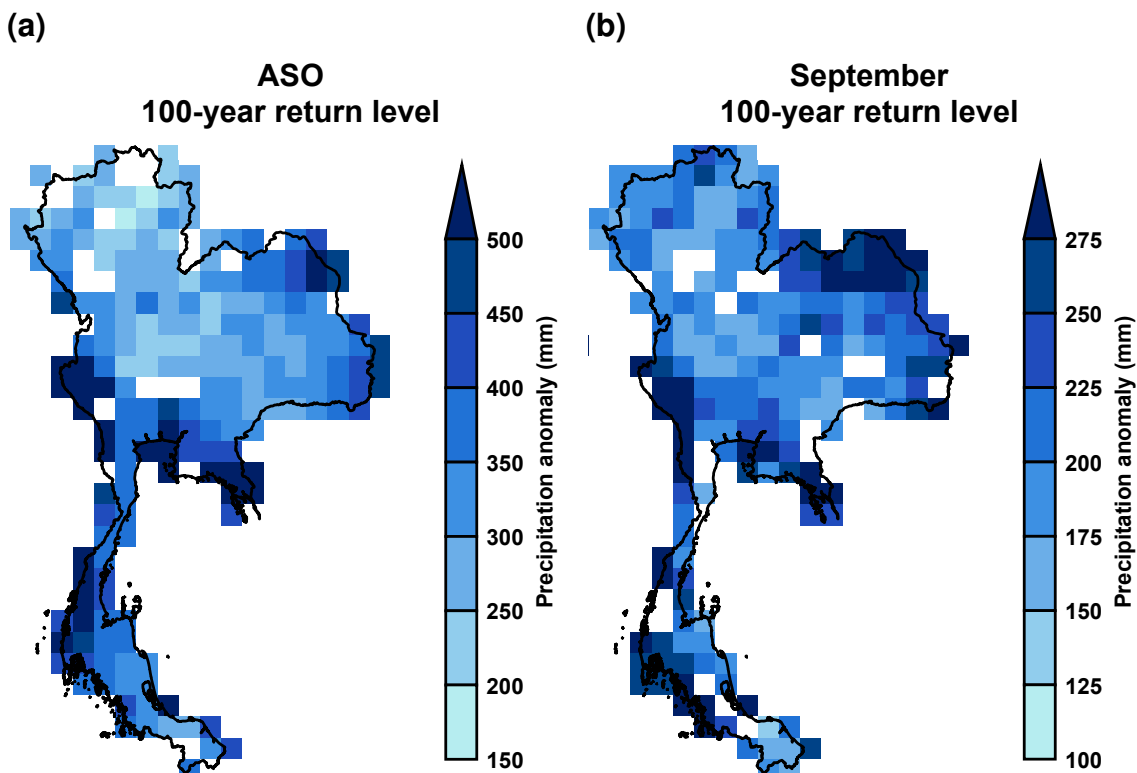 (a)
ASO
100-year return level
500
450
400
350
300
250
200
150
Precipitation anomaly (mm)
(b)
September
100-year return level
275
250
225
200
175
150
125
100
Precipitation anomaly (mm)